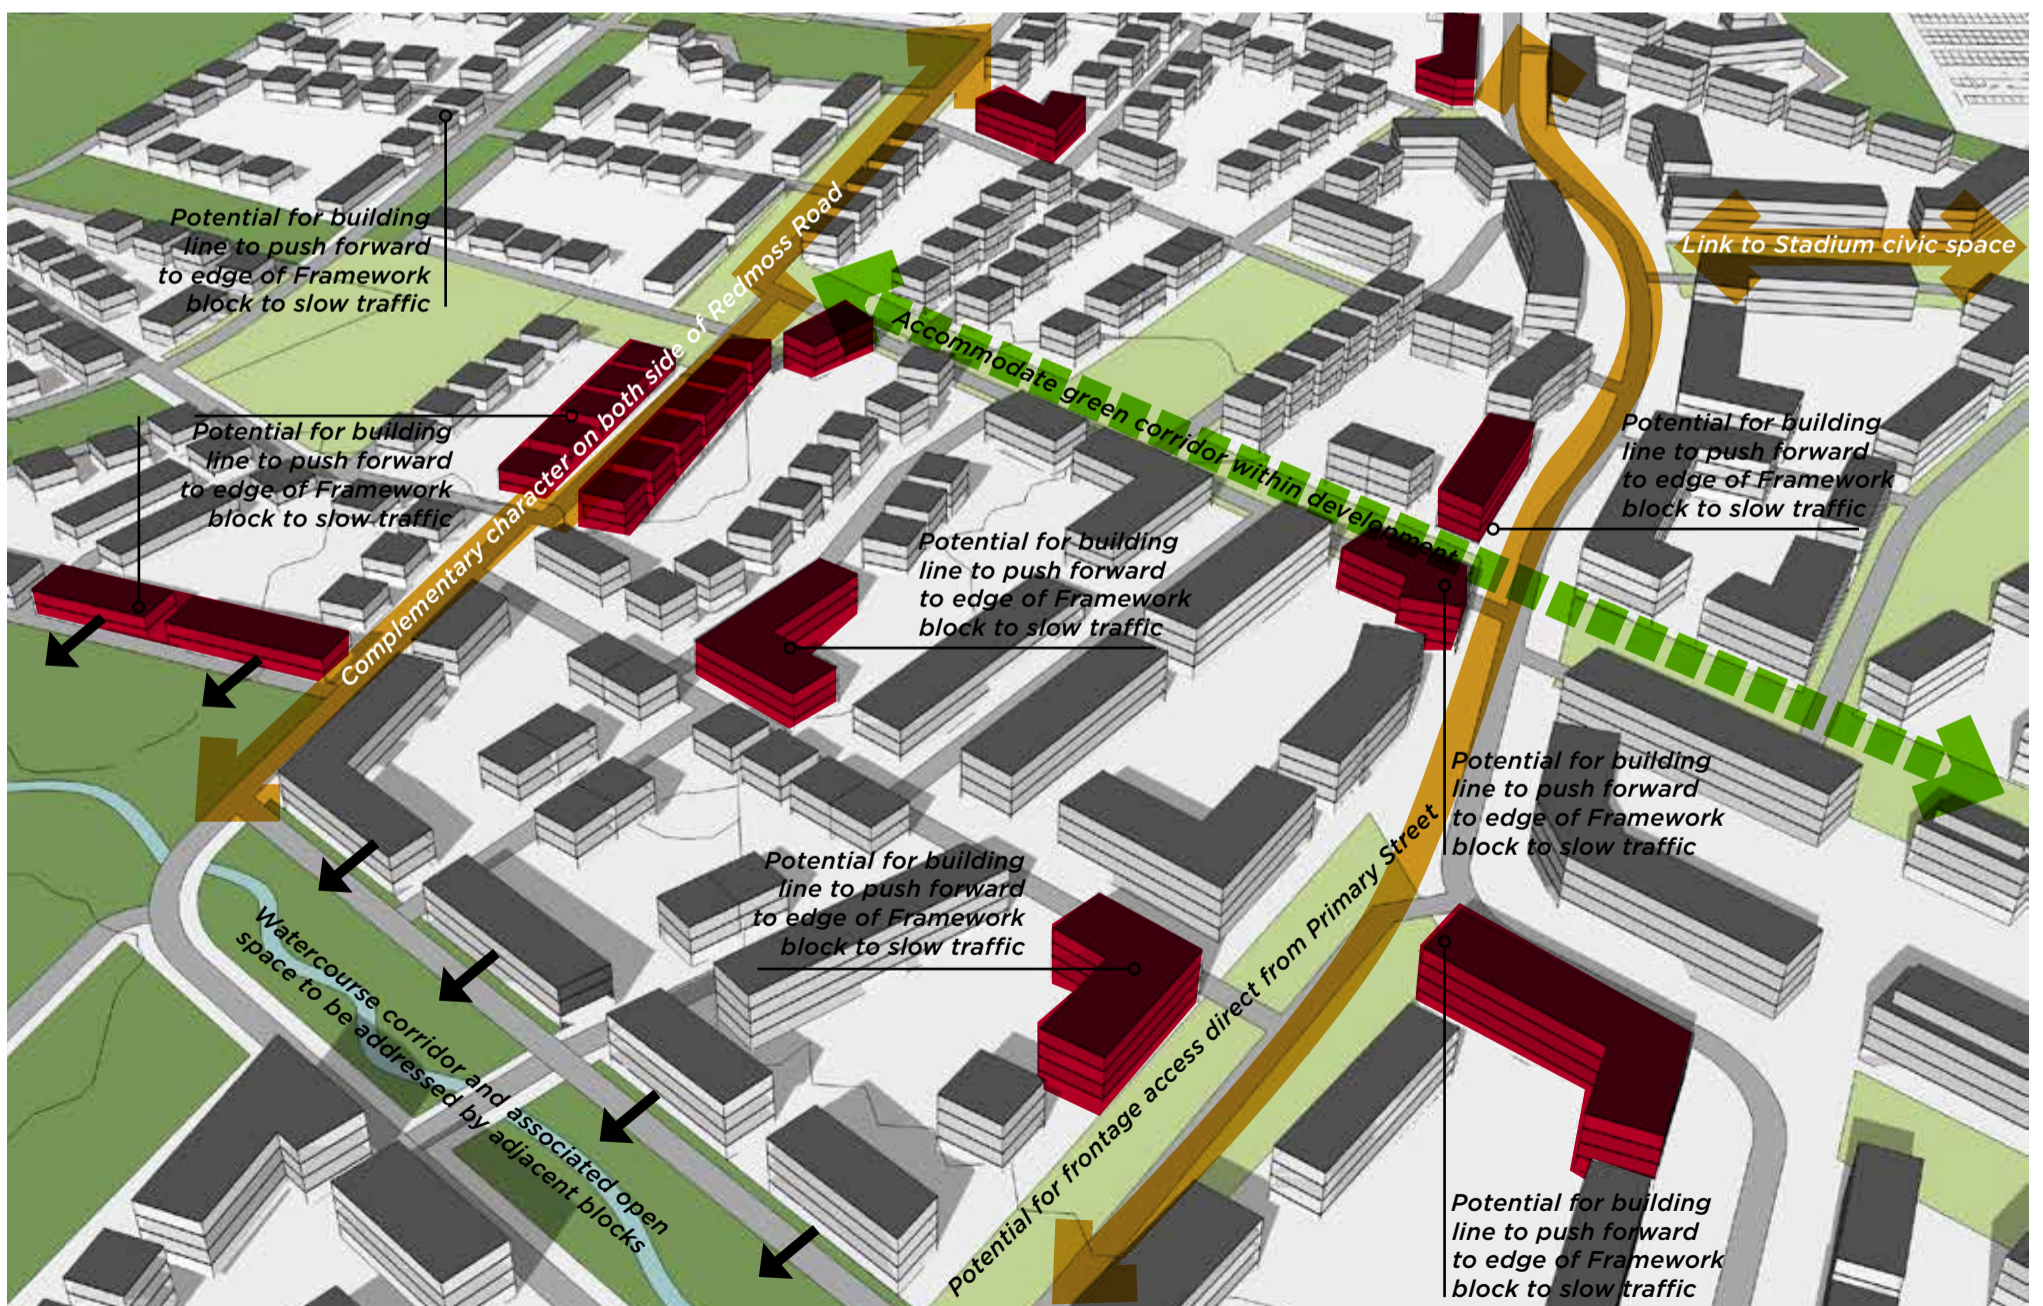 Potential for building
line to push forward
to edge of Framework
block to slow traffic
Complementary character on both side of Redmoss Road
Link to Stadium civic space
Accommodate green corridor within development
Potential for building
line to push forward
to edge of Framework
block to slow traffic
Potential for building
line to push forward
to edge of Framework
block to slow traffic
Potential for building
line to push forward
to edge of Framework
block to slow traffic
Potential for building
line to push forward
to edge of Framework
block to slow traffic
Potential for building
line to push forward
to edge of Framework
block to slow traffic
Watercourse corridor and associated open
space to be addressed by adjacent blocks
Potential for frontage access direct from Primary Street
Potential for building
line to push forward
to edge of Framework
block to slow traffic